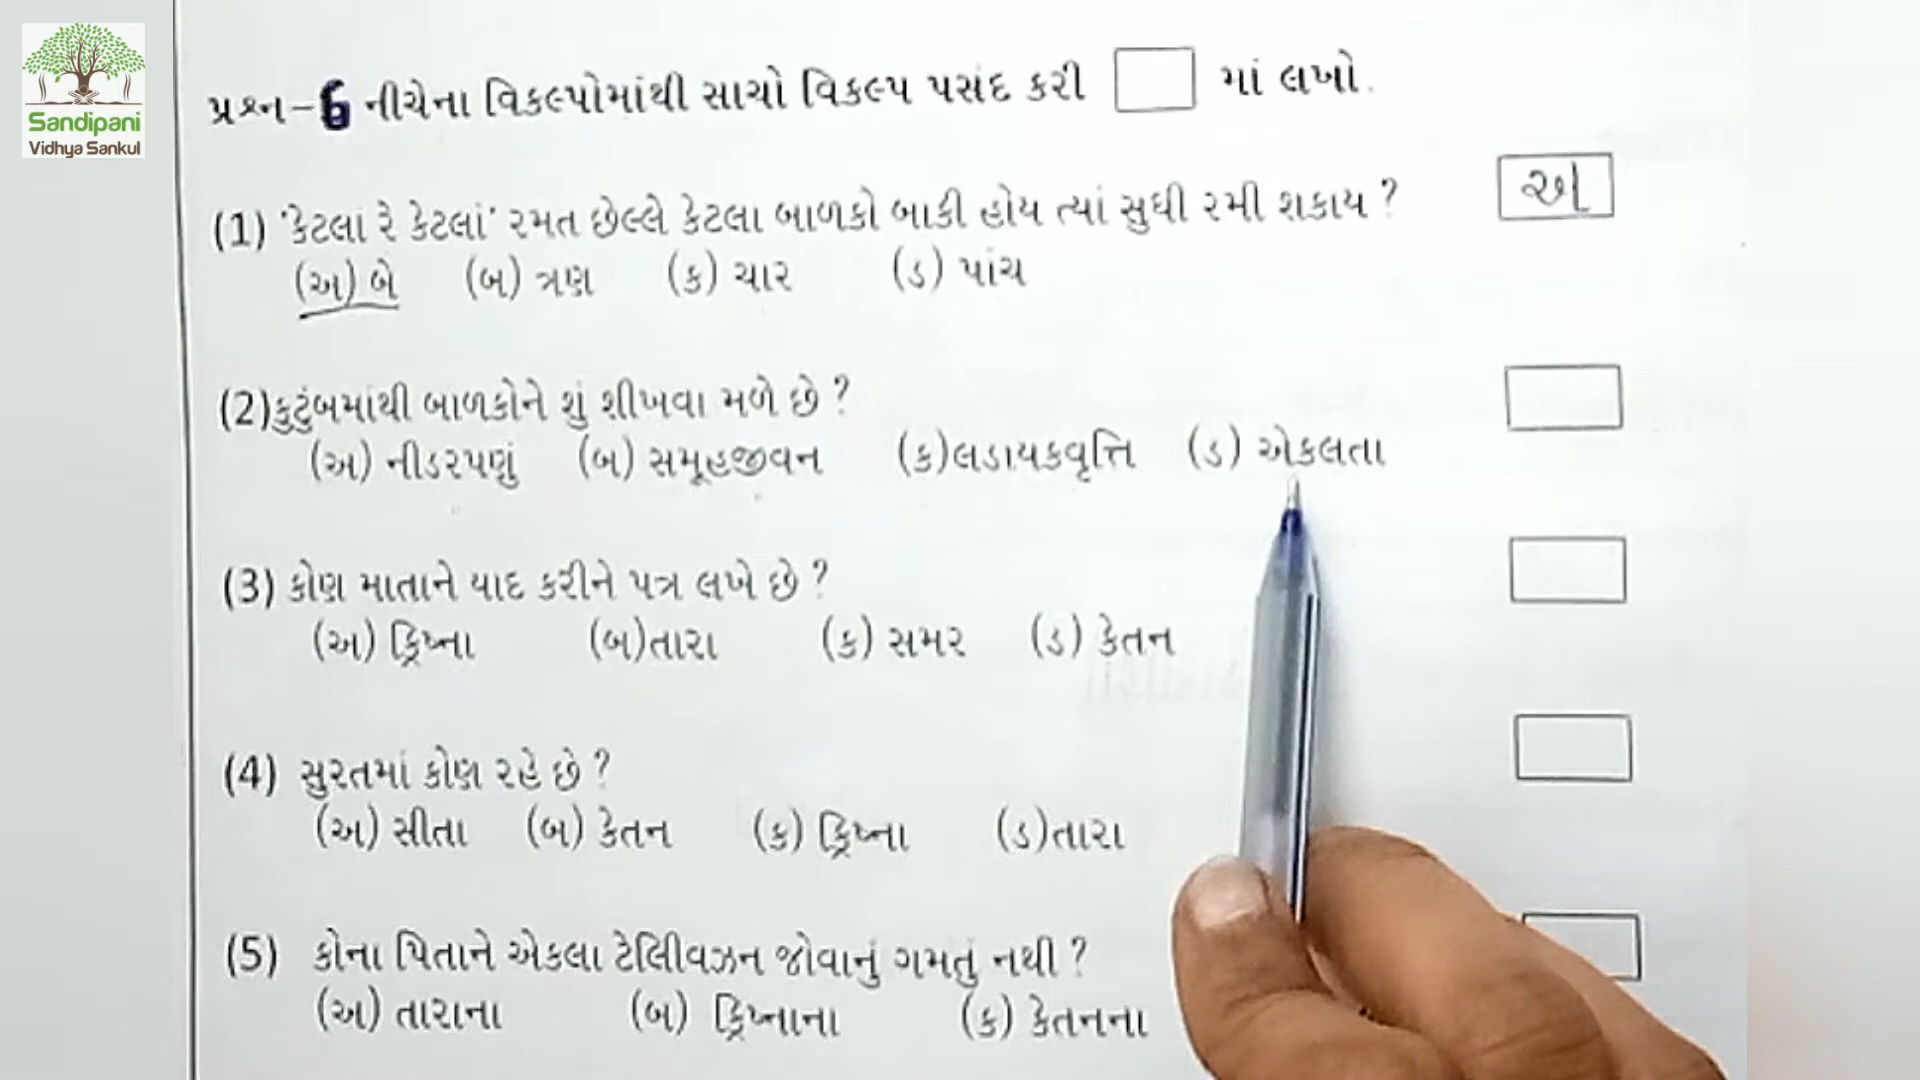 Sandipani
Vidhya Sankul
પ્રશ્ન-6 નીચેના વિકલ્પોમાંથી સાચો વિકલ્પ પસંદ કરી માં લખો.
(1) 'કેટલાં રે કેટલાં' રમત છેલ્લે કેટલા બાળકો બાકી હોય ત્યાં સુધી રમી શકાય ? અ
(અ) બે (બ) ત્રણ (ક) ચાર (ડ) પાંચ
(2)કુટુંબમાંથી બાળકોને શું શીખવા મળે છે ?
(અ) નીડરપણું (બ) સમૂહજીવન (ક)લડાયકવૃત્તિ (ડ) એકલતા
(3) કોણ માતાને યાદ કરીને પત્ર લખે છે ?
(અ) ક્રિષ્ના (બ)તારા (ક) સમર (ડ) કેતન
(4) સુરતમાં કોણ રહે છે ?
(અ) સીતા (બ) કેતન (ક) ક્રિષ્ના (ડ)તારા
(5) કોના પિતાને એકલા ટેલિીવઝન જોવાનું ગમતું નથી ?
(અ) તારાના (બ) ક્રિષ્નાના (ક) કેતનના